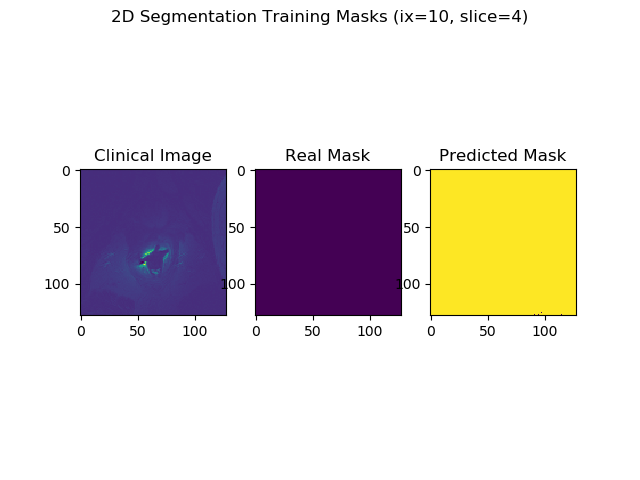 2D Segmentation Training Masks (ix=10, slice=4)
Clinical Image Real Mask Predicted Mask
0 0 0
50 50 50
100 100 100
0 50 100 0 50 100 0 50 100